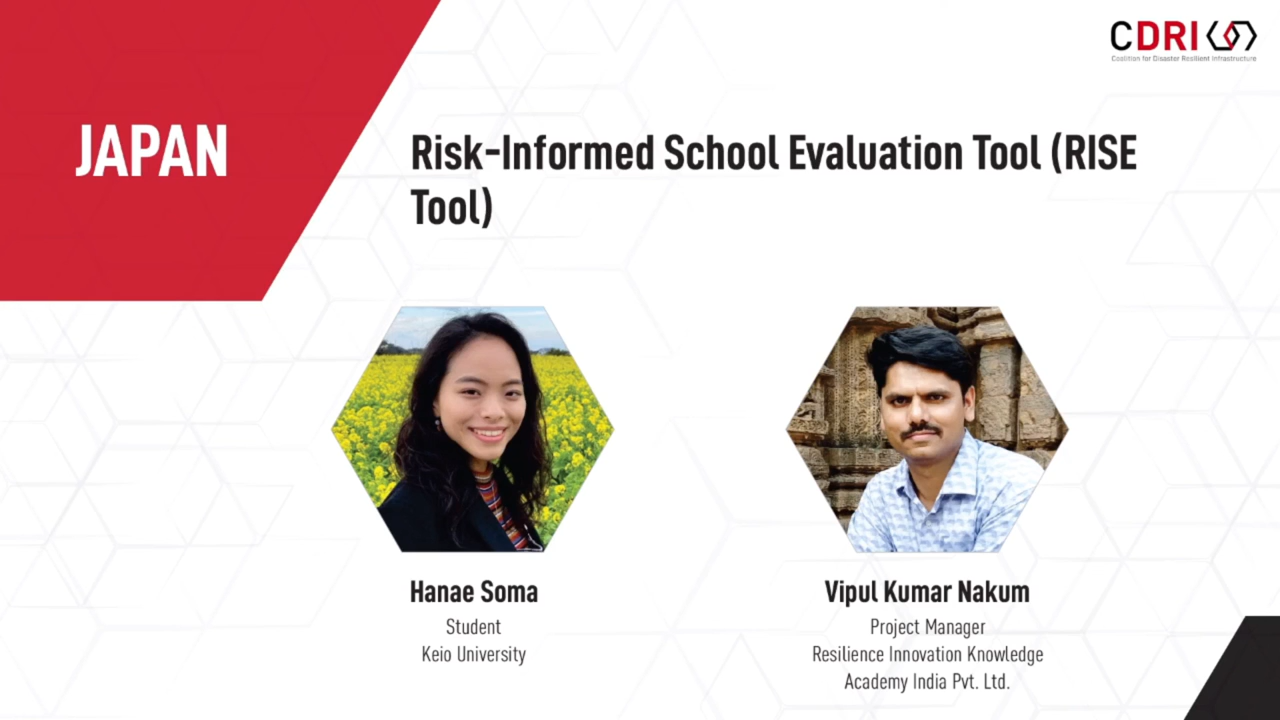 CDRI
Coalition for Disaster Resilient Infrastructure
JAPAN
Risk-Informed School Evaluation Tool (RISE
Tool)
Hanae Soma
Student
Keio University
Vipul Kumar Nakum
Project Manager
Resilience Innovation Knowledge
Academy India Pvt. Ltd.